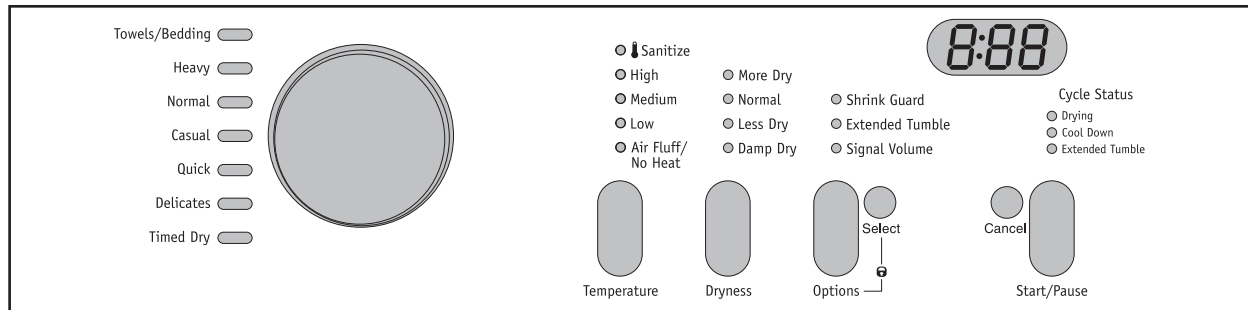 Towels/Bedding
Heavy
Normal
Casual
Quick
Delicates
Timed Dry
Sanitize
High
Medium
Low
Air Fluff/
No Heat
Temperature
More Dry
Normal
Less Dry
Damp Dry
Dryness
Shrink Guard
Extended Tumble
Signal Volume
Select
Options
8:88
Cycle Status
Drying
Cool Down
Extended Tumble
Cancel
Start/Pause